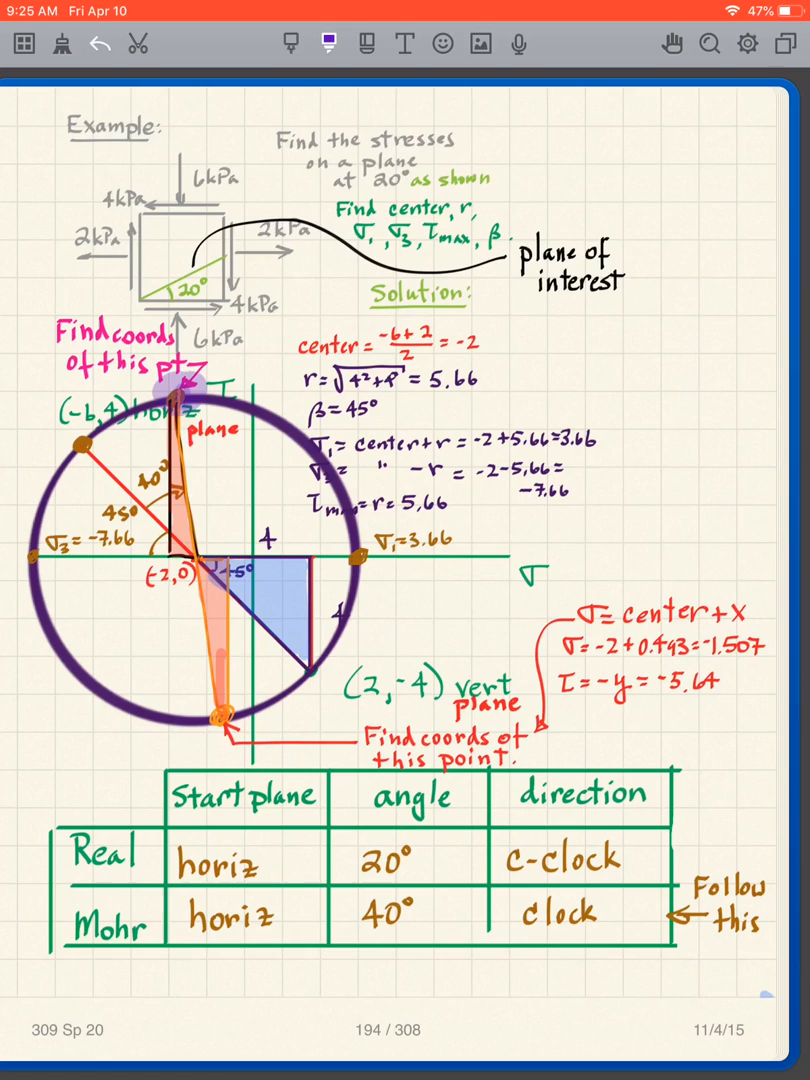 9:25 AM Fri Apr 10
47%
Example:
Find the stresses
on a plane
at 20° as shown
6kPa
4kPa
2kPa
2kPa
Find center, r,
σ₁, σ₃, τmax, β.
plane of
interest
20°
4kPa
Solution:
6kPa
Find coords
of this pt
center = -6+2/2 = -2
τ
r = √4²+4² = 5.66
(-6,4) horiz
plane
β = 45°
σ₁ = center + r = -2+5.66 = 3.66
σ₃ = " - r = -2-5.66 =
-7.66
τmax = r = 5.66
40°
45°
σ₃ = -7.66
4
σ₁ = 3.66
(-2,0)
45°
σ
4
σ = center + x
σ = -2 + 0.493 = -1.507
τ = -y = -5.64
(2,-4) vert
plane
Find coords of
this point.
Start plane angle direction
Real horiz 20° c-clock
Mohr horiz 40° clock
Follow
this
309 Sp 20
194 / 308
11/4/15